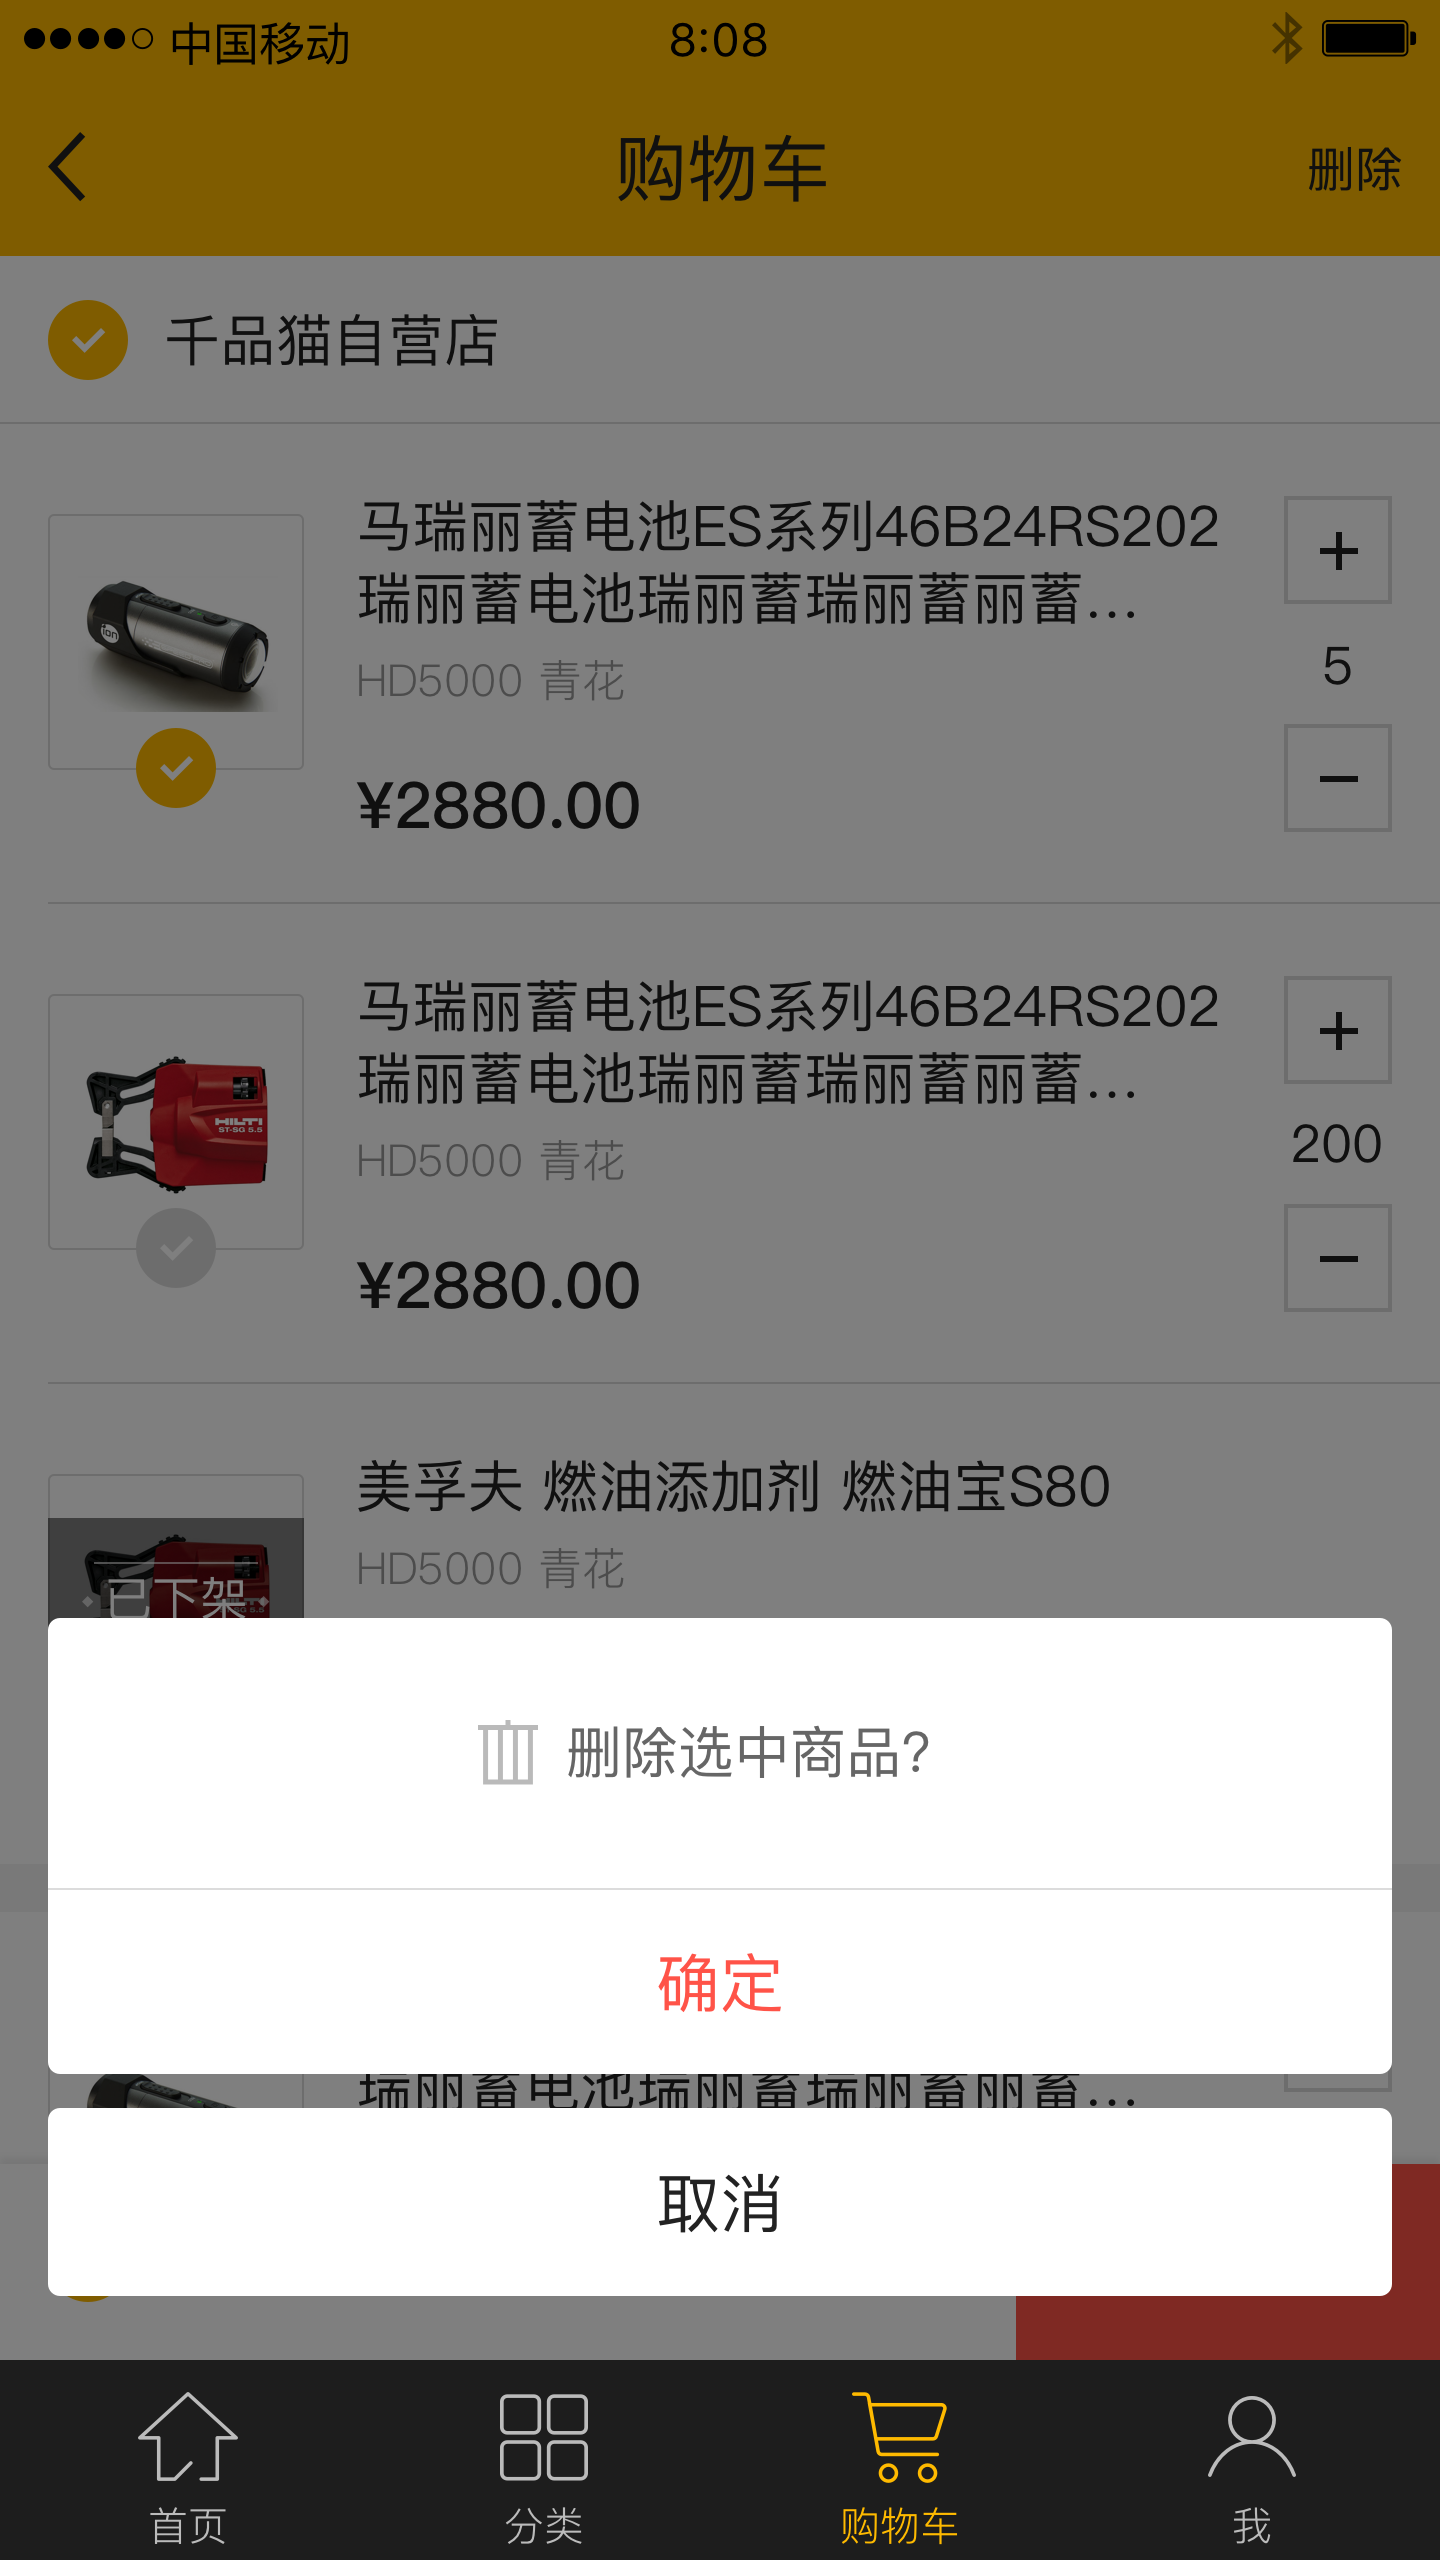 中国移动
8:08
购物车
删除
千品猫自营店
马瑞丽蓄电池ES系列46B24RS202
瑞丽蓄电池瑞丽蓄瑞丽蓄丽蓄...
HD5000 青花
¥2880.00
+
5
−
ion
马瑞丽蓄电池ES系列46B24RS202
瑞丽蓄电池瑞丽蓄瑞丽蓄丽蓄...
HD5000 青花
¥2880.00
+
200
−
HILTI
ST-SG 5.5
美孚夫 燃油添加剂 燃油宝S80
HD5000 青花
已下架
删除选中商品?
确定
瑞丽蓄电池瑞丽蓄瑞丽蓄丽蓄...
取消
首页
分类
购物车
我